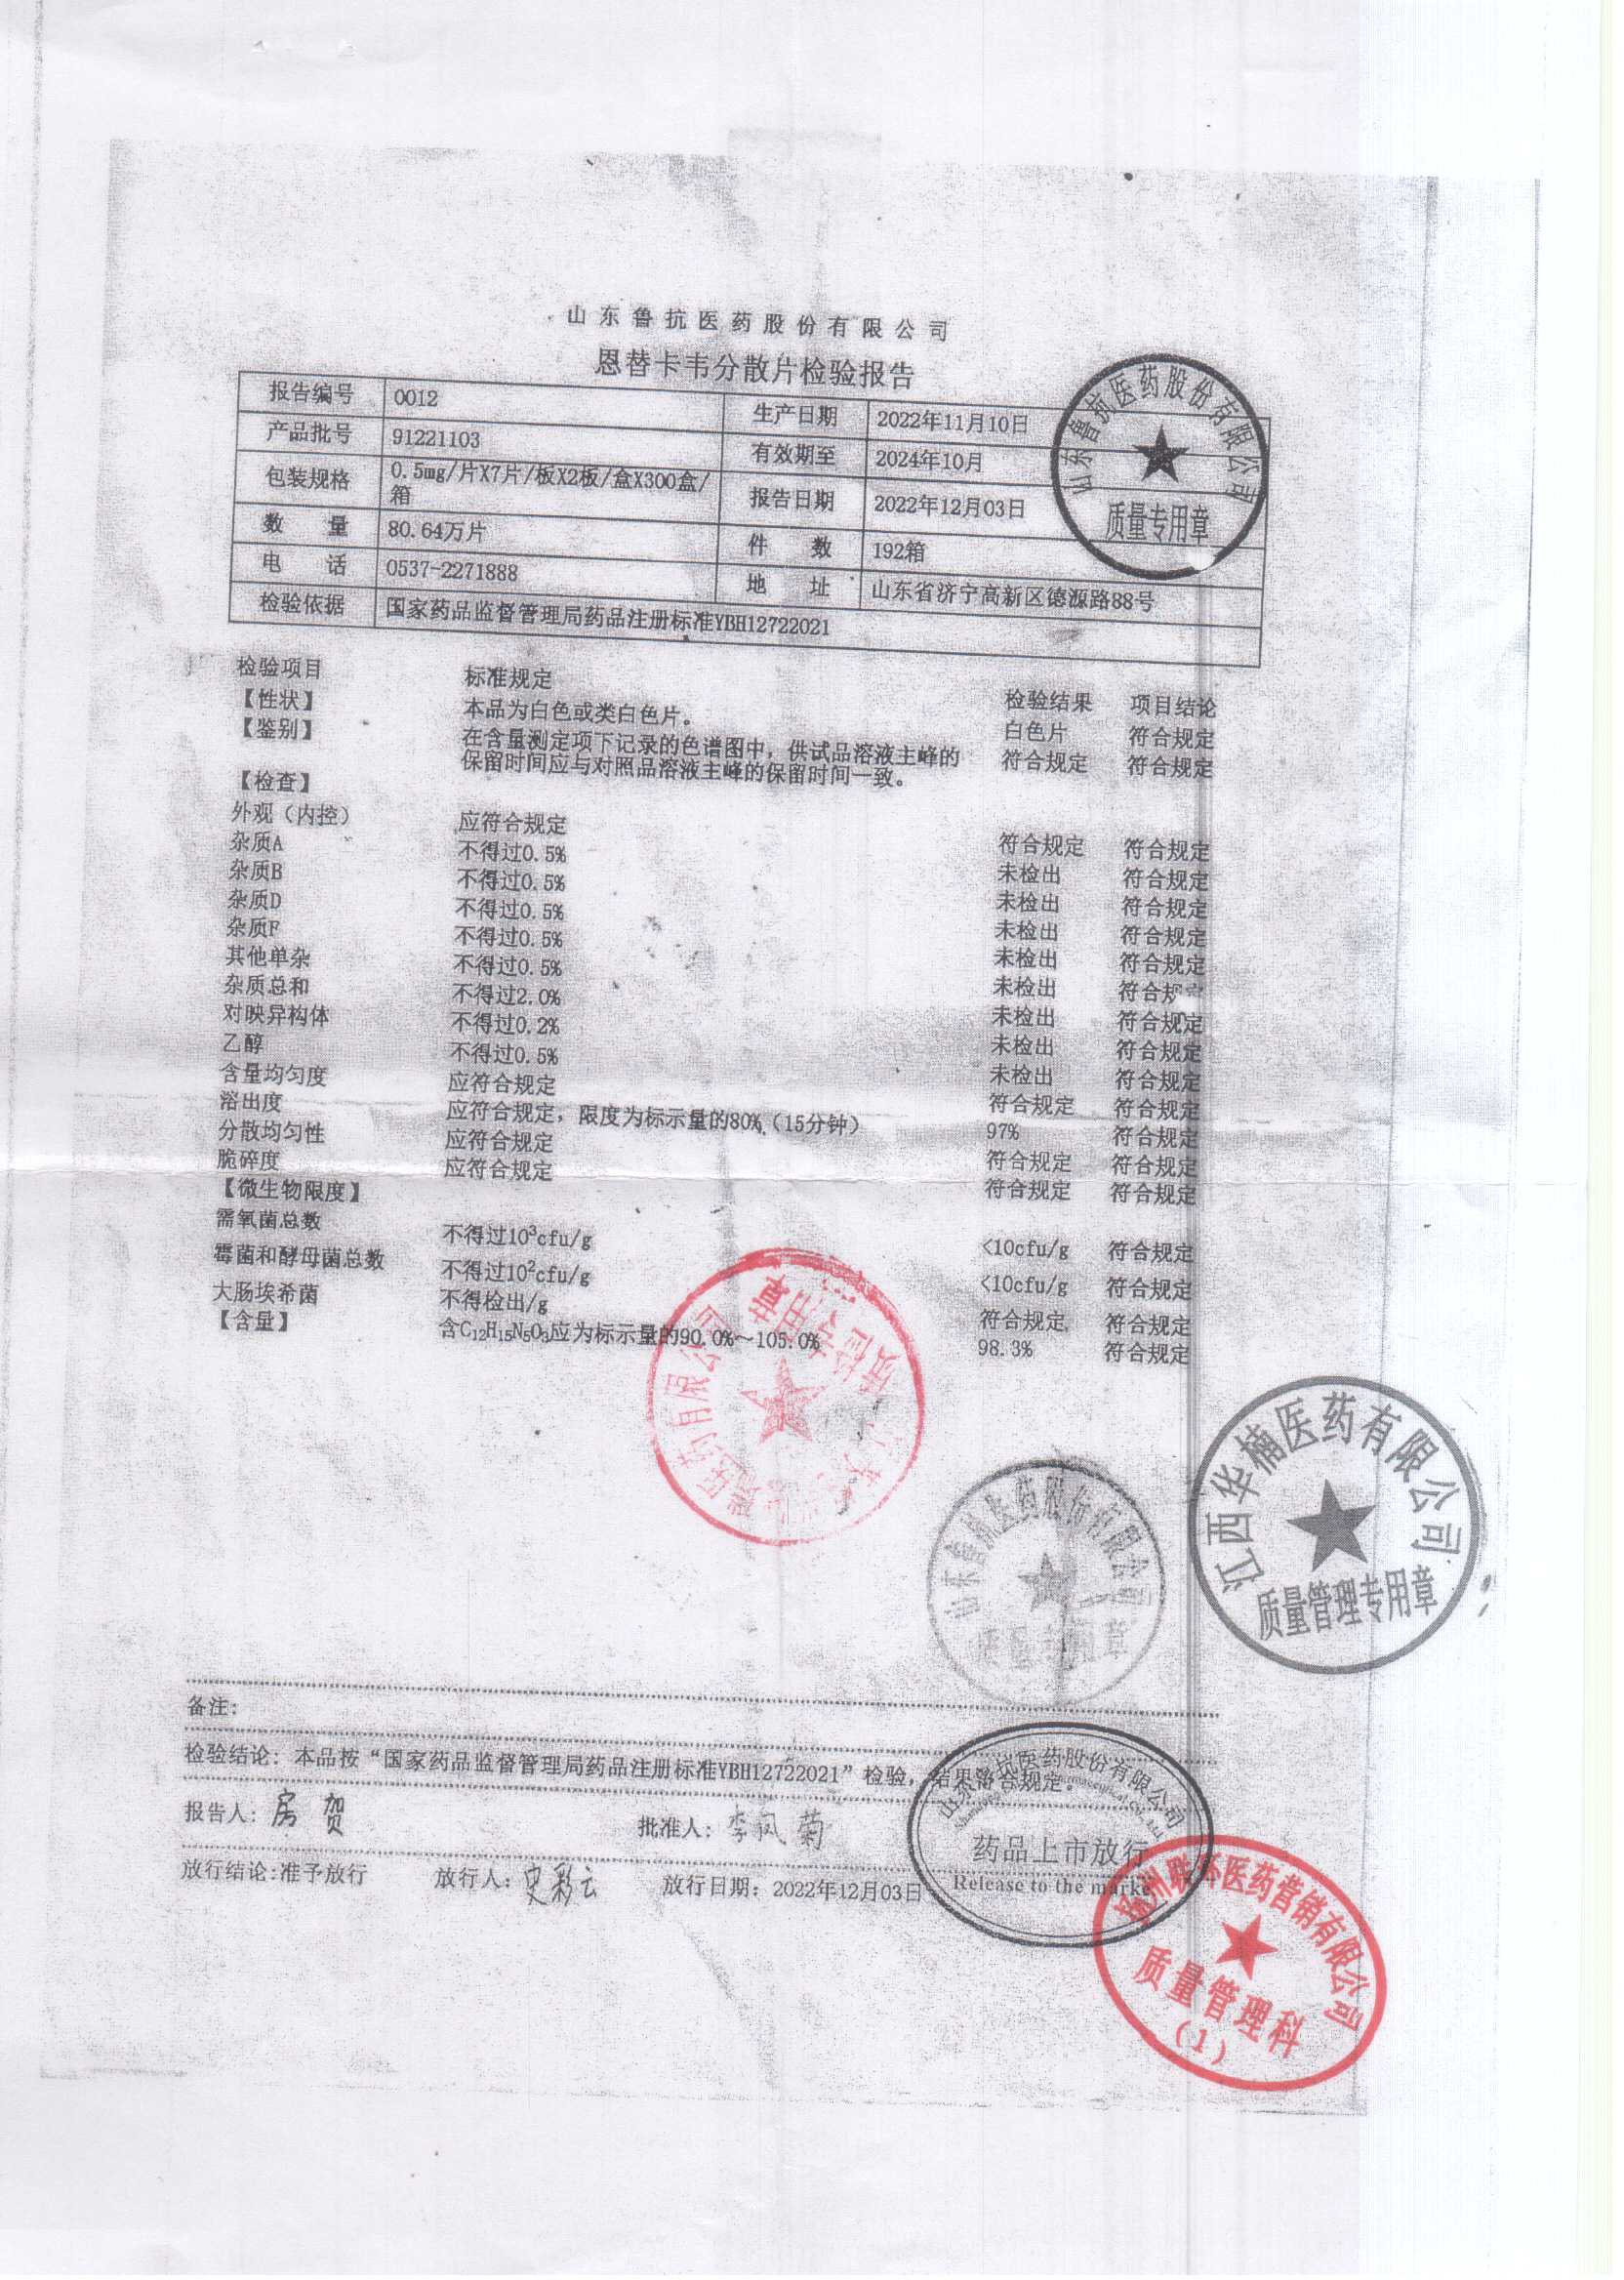 山东鲁抗医药股份有限公司
恩替卡韦分散片检验报告
报告编号 0012 生产日期 2022年11月10日
产品批号 91221103 有效期至 2024年10月
包装规格 0.5mg/片X7片/板X2板/盒X300盒/箱 报告日期 2022年12月03日
数 量 80.64万片 件 数 192箱
电 话 0537-2271888 地 址 山东省济宁高新区德源路88号
检验依据 国家药品监督管理局药品注册标准YBH12722021
山东鲁抗医药股份有限公司
质量专用章
检验项目 标准规定 检验结果 项目结论
【性状】 本品为白色或类白色片。 白色片 符合规定
【鉴别】 在含量测定项下记录的色谱图中，供试品溶液主峰的 符合规定 符合规定
保留时间应与对照品溶液主峰的保留时间一致。
【检查】
外观（内控） 应符合规定 符合规定 符合规定
杂质A 不得过0.5% 未检出 符合规定
杂质B 不得过0.5% 未检出 符合规定
杂质D 不得过0.5% 未检出 符合规定
杂质F 不得过0.5% 未检出 符合规定
其他单杂 不得过0.5% 未检出 符合规定
杂质总和 不得过2.0% 未检出 符合规定
对映异构体 不得过0.2% 未检出 符合规定
乙醇 不得过0.5% 未检出 符合规定
含量均匀度 应符合规定 符合规定 符合规定
溶出度 应符合规定，限度为标示量的80%（15分钟） 97% 符合规定
分散均匀性 应符合规定 符合规定 符合规定
脆碎度 应符合规定 符合规定 符合规定
【微生物限度】
需氧菌总数 不得过10³cfu/g <10cfu/g 符合规定
霉菌和酵母菌总数 不得过10²cfu/g <10cfu/g 符合规定
大肠埃希菌 不得检出/g 符合规定 符合规定
【含量】 含C₁₂H₁₅N₅O₃应为标示量的90.0%～105.0% 98.3% 符合规定
医药有限公司
江西华楠医药有限公司
质量管理专用章
备注:
检验结论: 本品按“国家药品监督管理局药品注册标准YBH12722021”检验，结果符合规定。
报告人: 房贺 批准人: 李凤菊
放行结论:准予放行 放行人: 史彩云 放行日期: 2022年12月03日
山东鲁抗医药股份有限公司
药品上市放行
Release to the marke
医药营销有限公司
质量管理科
(1)